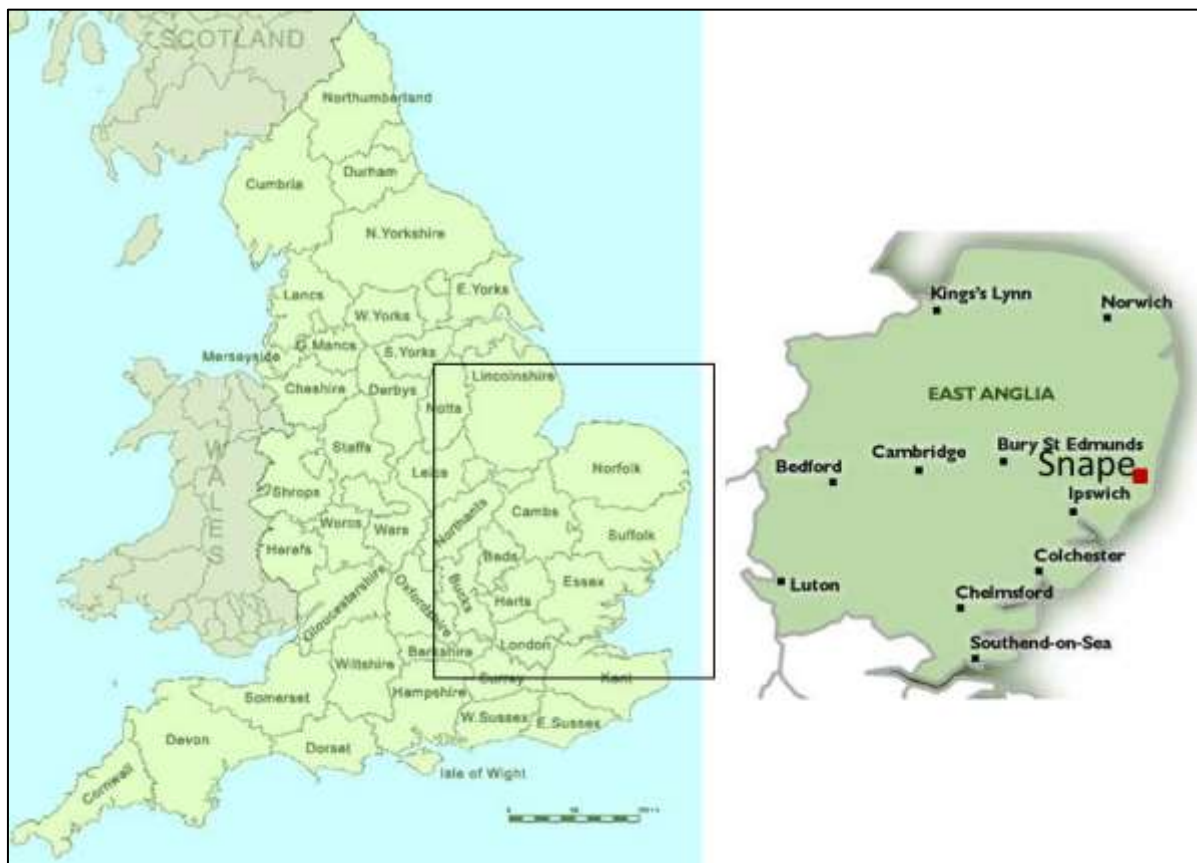 SCOTLAND
Northumberland
Durham
Cumbria
N.Yorkshire
Lancs
E.Yorks
W.Yorks
G.Mancs
S.Yorks
Merseyside
Cheshire
Derbys
Notts
Lincolnshire
Staffs
Leics
Norfolk
WALES
Shrops
Northants
Cambs
Worcs
Wars
Suffolk
Herefs
Beds
Gloucestershire
Oxfordshire
Bucks
Essex
Herts
London
Berkshire
Wiltshire
Surrey
Kent
Somerset
Hampshire
W.Sussex
E.Sussex
Devon
Dorset
Cornwall
Isle of Wight
King's Lynn
Norwich
EAST ANGLIA
Bury St Edmunds
Cambridge
Bedford
Snape
Ipswich
Colchester
Luton
Chelmsford
Southend-on-Sea